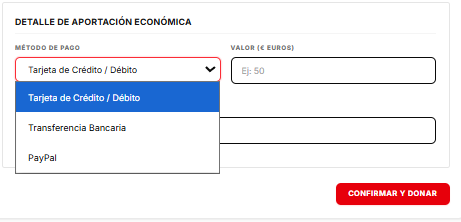 DETALLE DE APORTACIÓN ECONÓMICA
MÉTODO DE PAGO
VALOR (€ EUROS)
Tarjeta de Crédito / Débito
Ej: 50
Tarjeta de Crédito / Débito
Transferencia Bancaria
PayPal
CONFIRMAR Y DONAR